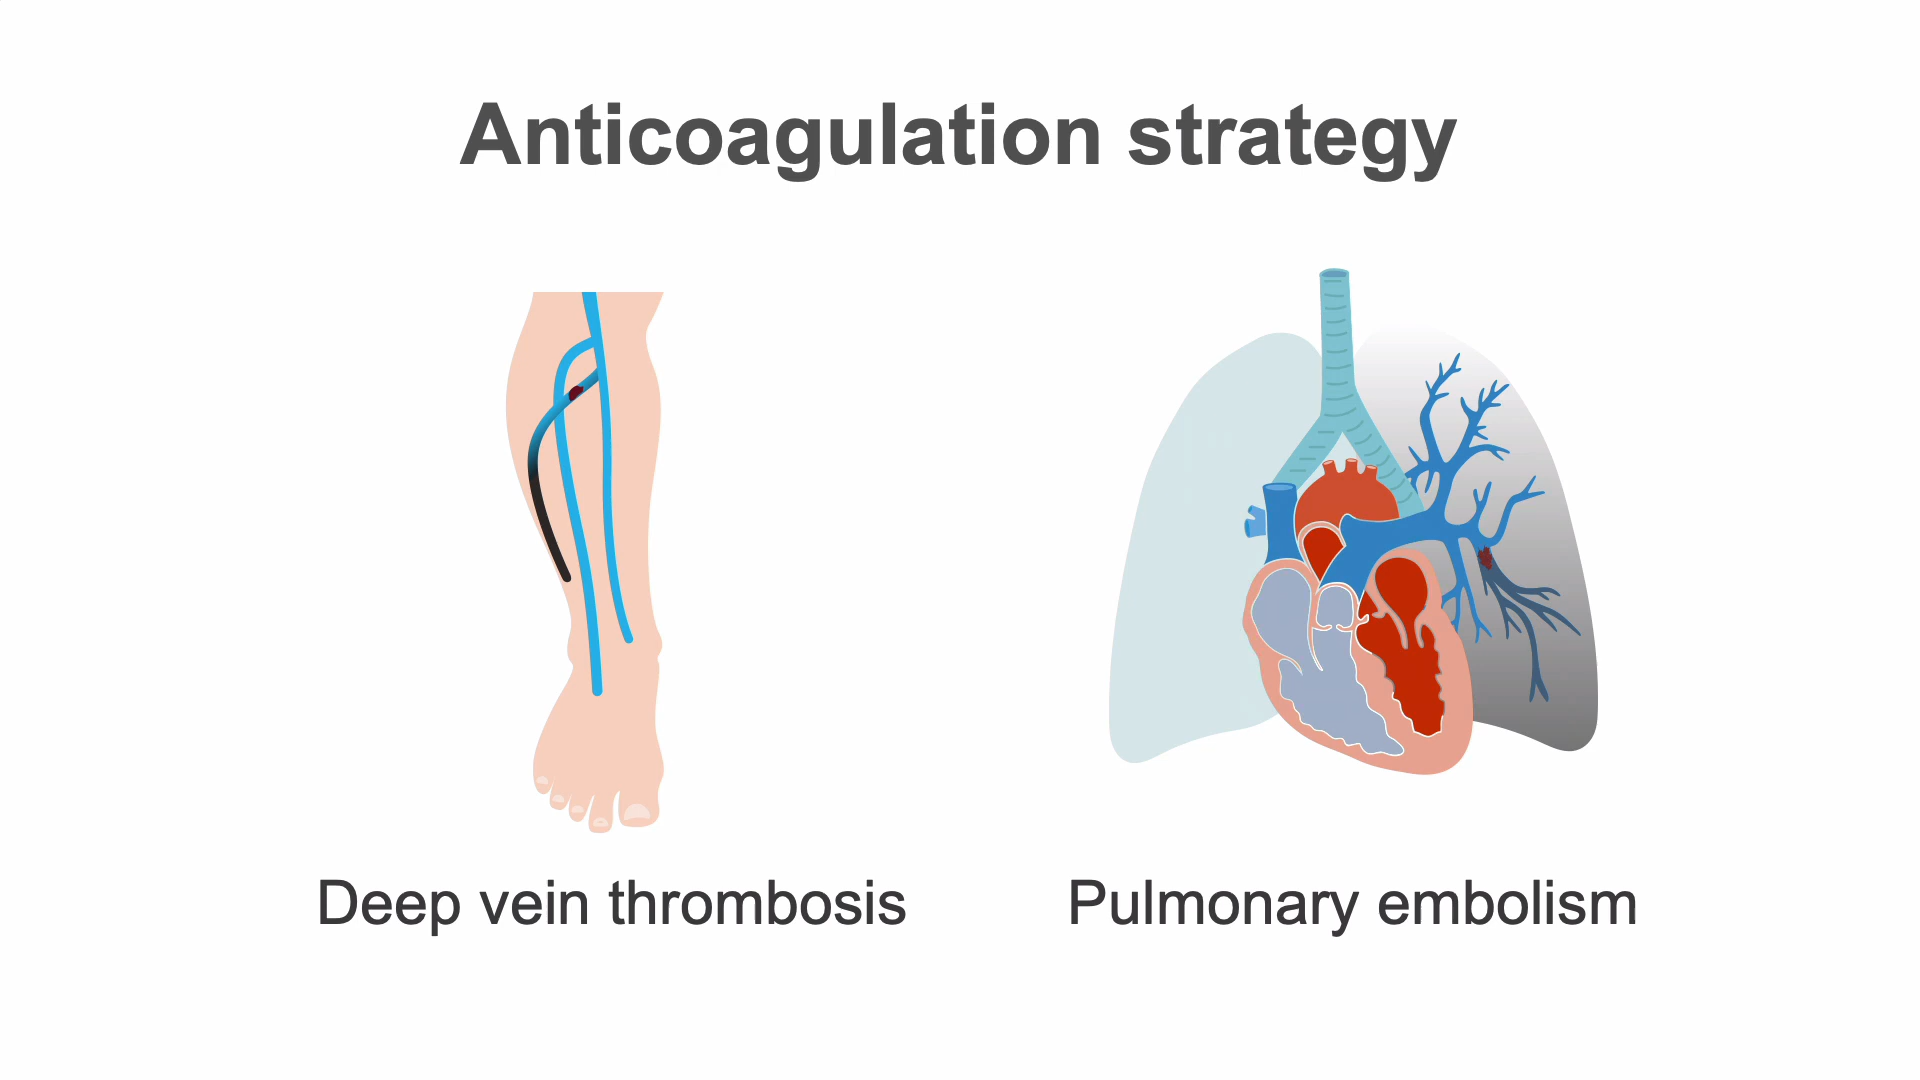 Anticoagulation strategy
Deep vein thrombosis
Pulmonary embolism